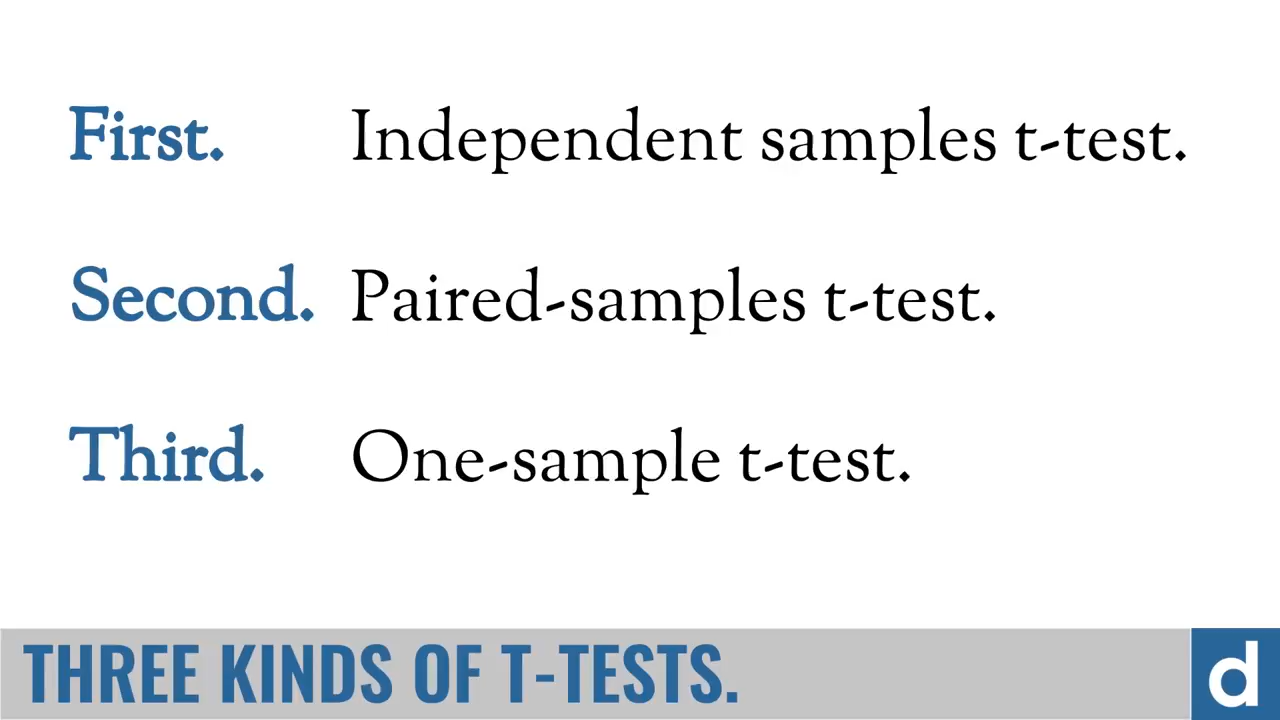 First. Independent samples t-test.
Second. Paired-samples t-test.
Third. One-sample t-test.
THREE KINDS OF T-TESTS.
d